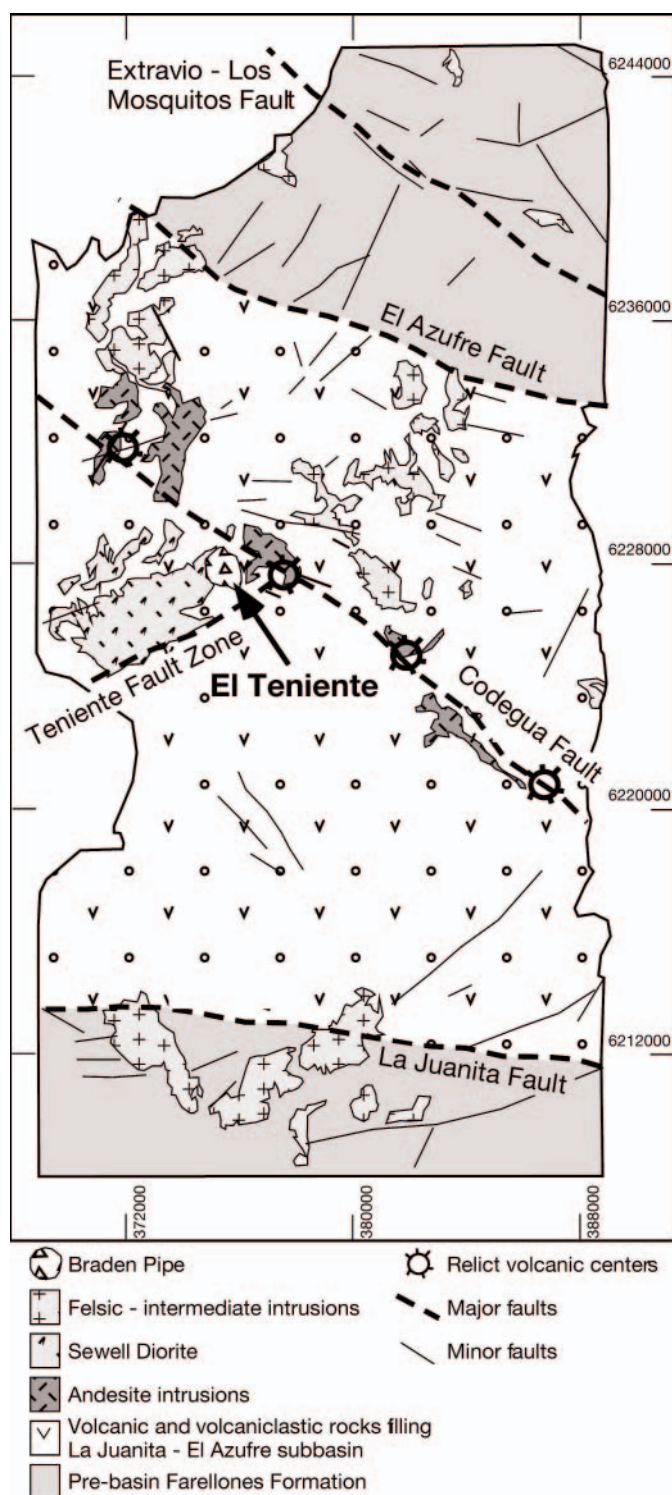 Extravio - Los
Mosquitos Fault
6244000
6236000
El Azufre Fault
6228000
Teniente Fault Zone
El Teniente
Codegua Fault
6220000
6212000
La Juanita Fault
372000
380000
388000
Braden Pipe
Felsic - intermediate intrusions
Sewell Diorite
Andesite intrusions
Volcanic and volcaniclastic rocks filling
La Juanita - El Azufre subbasin
Pre-basin Farellones Formation
Relict volcanic centers
Major faults
Minor faults